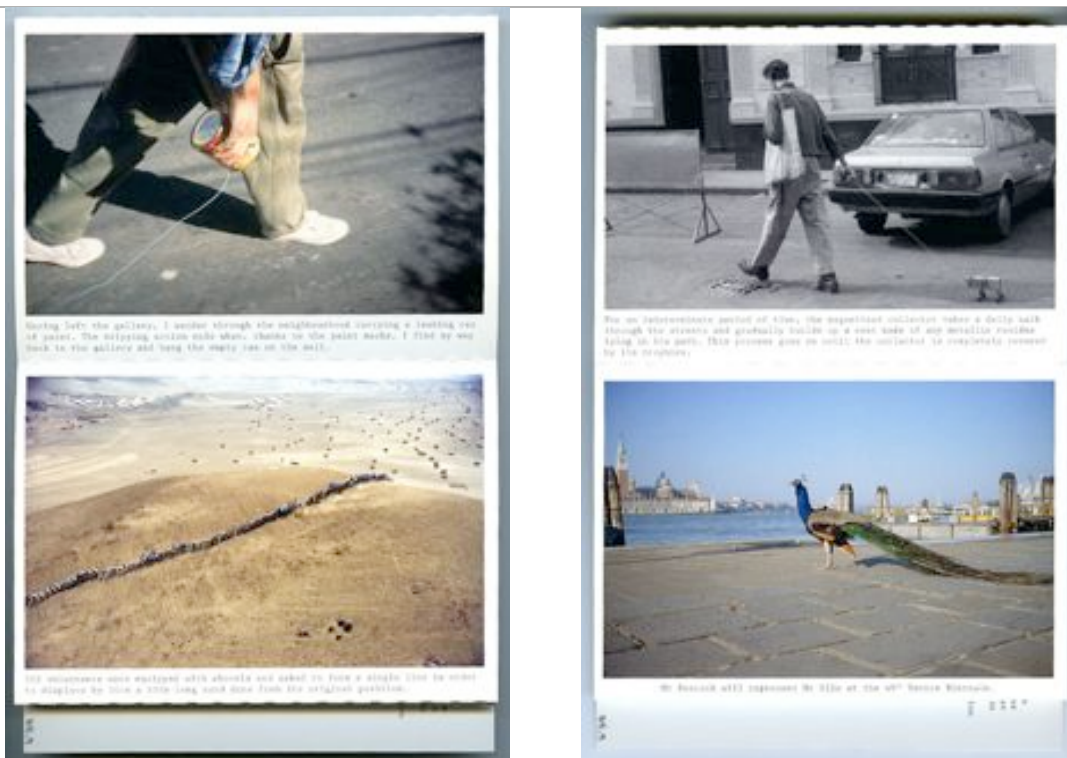 Having left the gallery, I wander through the neighbourhood carrying a leaking can
of paint. The dripping action ends when, thanks to the paint marks, I find my way
back to the gallery and hang the empty can on the wall.
500 volunteers were equipped with shovels and asked to form a single line in order
to displace by 10cm a 500m long sand dune from its original position.
For an indeterminate period of time, the magnetized collector takes a daily walk
through the streets and gradually builds up a coat made of any metallic residue
lying in his path. This process goes on until the collector is completely covered
by its trophies.
Mr Peacock will represent Mr Alÿs at the 49th Venice Biennale.